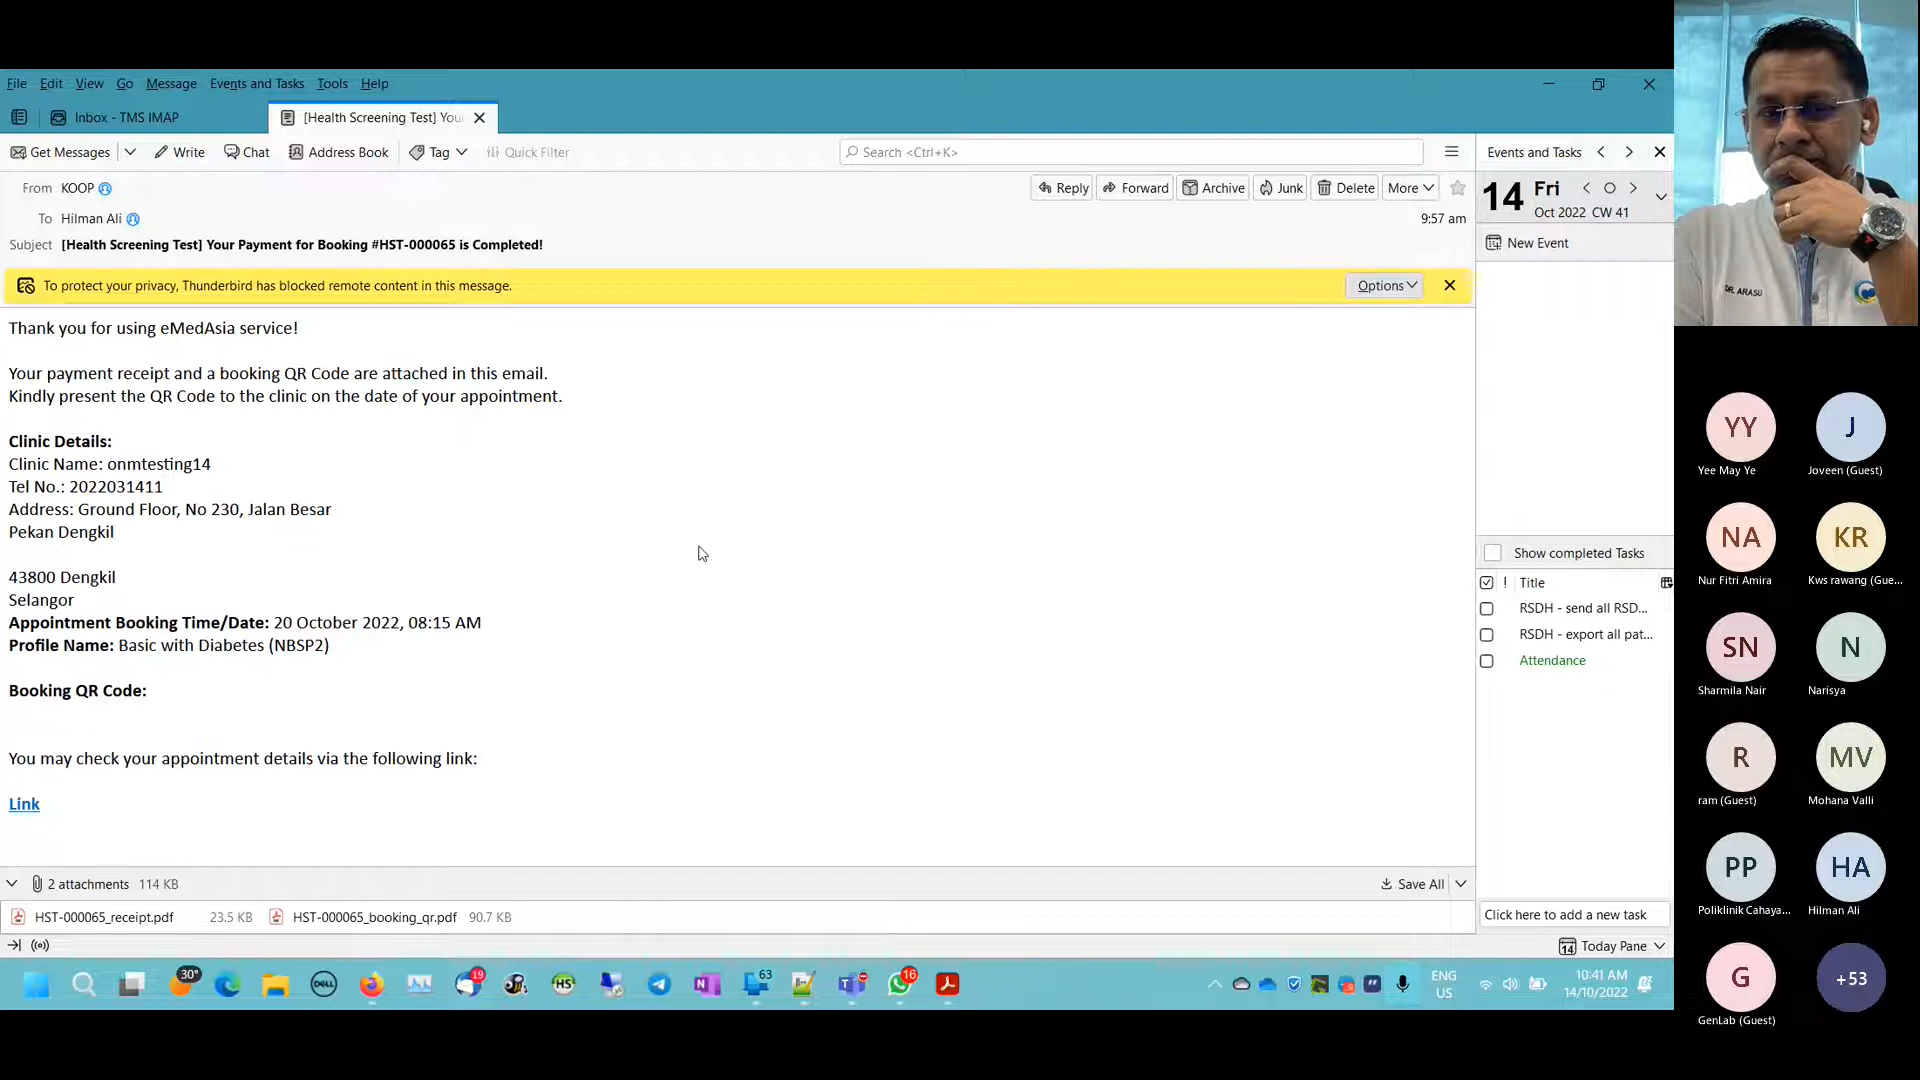 File Edit View Go Message Events and Tasks Tools Help
Inbox - TMS IMAP
[Health Screening Test] You
Get Messages
Write
Chat
Address Book
Tag
Quick Filter
Search <Ctrl+K>
From KOOP
Reply
Forward
Archive
Junk
Delete
More
To Hilman Ali
9:57 am
Subject [Health Screening Test] Your Payment for Booking #HST-000065 is Completed!
To protect your privacy, Thunderbird has blocked remote content in this message.
Options
Thank you for using eMedAsia service!
Your payment receipt and a booking QR Code are attached in this email.
Kindly present the QR Code to the clinic on the date of your appointment.
Clinic Details:
Clinic Name: onmtesting14
Tel No.: 2022031411
Address: Ground Floor, No 230, Jalan Besar
Pekan Dengkil
43800 Dengkil
Selangor
Appointment Booking Time/Date: 20 October 2022, 08:15 AM
Profile Name: Basic with Diabetes (NBSP2)
Booking QR Code:
You may check your appointment details via the following link:
Link
2 attachments 114 KB
Save All
HST-000065_receipt.pdf 23.5 KB
HST-000065_booking_qr.pdf 90.7 KB
Events and Tasks
14 Fri
Oct 2022 CW 41
New Event
Show completed Tasks
! Title
RSDH - send all RSD...
RSDH - export all pat...
Attendance
Click here to add a new task
14 Today Pane
30°
DELL
19
HS
63
16
ENG
US
10:41 AM
14/10/2022
DR. ARASU
YY
Yee May Ye
J
Joveen (Guest)
NA
Nur Fitri Amira
KR
Kws rawang (Gue...
SN
Sharmila Nair
N
Narisya
R
ram (Guest)
MV
Mohana Valli
PP
Poliklinik Cahaya...
HA
Hilman Ali
G
GenLab (Guest)
+53